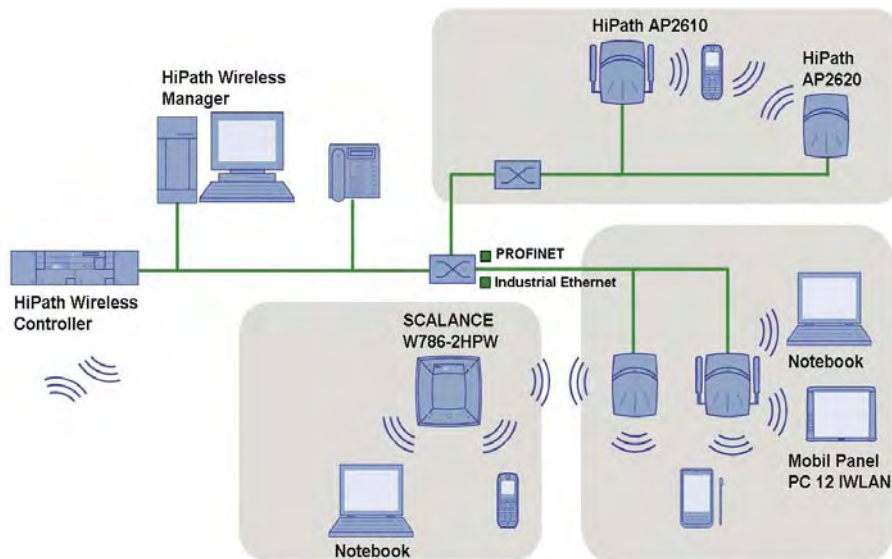 HiPath AP2610
HiPath
AP2620
HiPath Wireless
Manager
PROFINET
Industrial Ethernet
HiPath Wireless
Controller
SCALANCE
W786-2HPW
Notebook
Mobil Panel
PC 12 IWLAN
Notebook